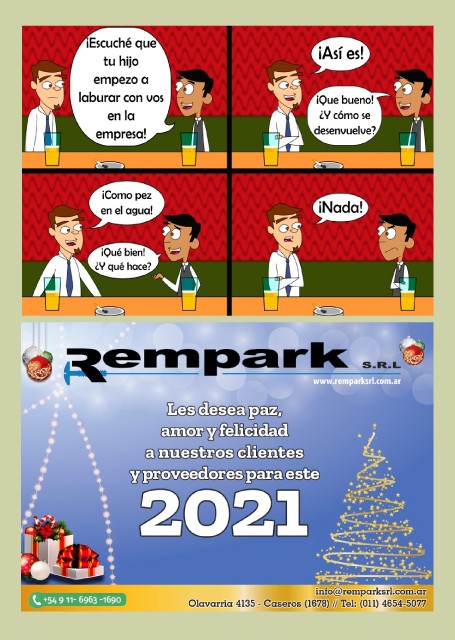 ¡Escuché que
tu hijo
empezo a
laburar con vos
en la
empresa!
¡Así es!
¡Que bueno!
¿Y cómo se
desenvuelve?
¡Como pez
en el agua!
¡Qué bien!
¿Y qué hace?
¡Nada!
Rempark S.R.L
www.remparksrl.com.ar
Les desea paz,
amor y felicidad
a nuestros clientes
y proveedores para este
2021
+54 9 11- 6963 -1690
info@remparksrl.com.ar
Olavarria 4135 - Caseros (1678) // Tel: (011) 4654-5077